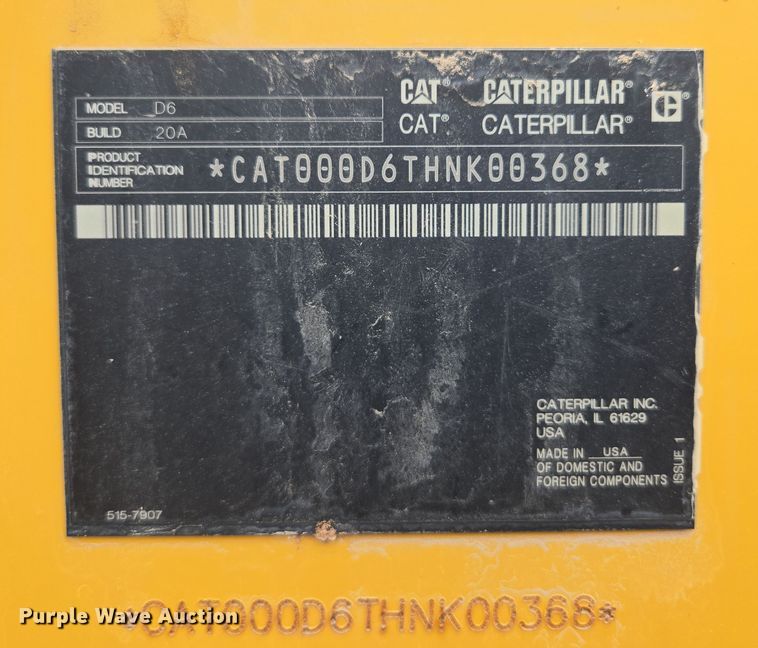 CAT® CATERPILLAR®
CAT® CATERPILLAR®
MODEL D6
BUILD 20A
PRODUCT
IDENTIFICATION
NUMBER
*CAT000D6THNK00368*
CATERPILLAR INC.
PEORIA, IL 61629
USA
MADE IN USA
OF DOMESTIC AND
FOREIGN COMPONENTS
ISSUE 1
515-7907
*CAT000D6THNK00368*
Purple Wave Auction